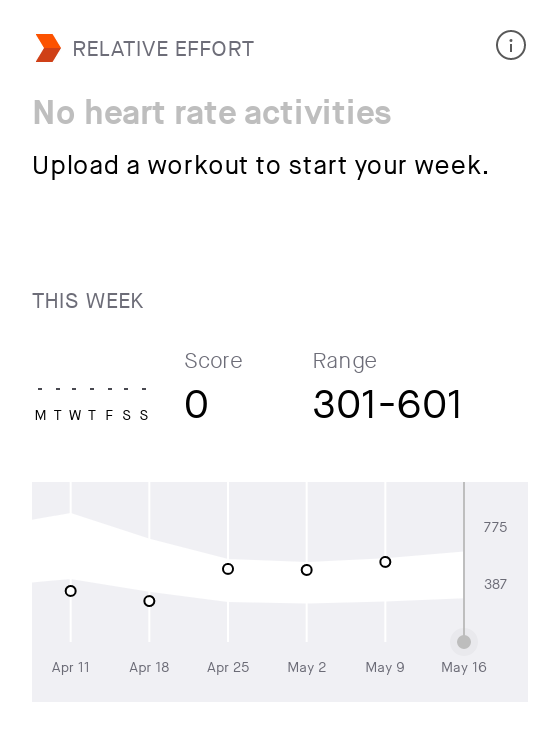 RELATIVE EFFORT
No heart rate activities
Upload a workout to start your week.
THIS WEEK
Score Range
- - - - - - - 0 301-601
M T W T F S S
775
387
Apr 11 Apr 18 Apr 25 May 2 May 9 May 16